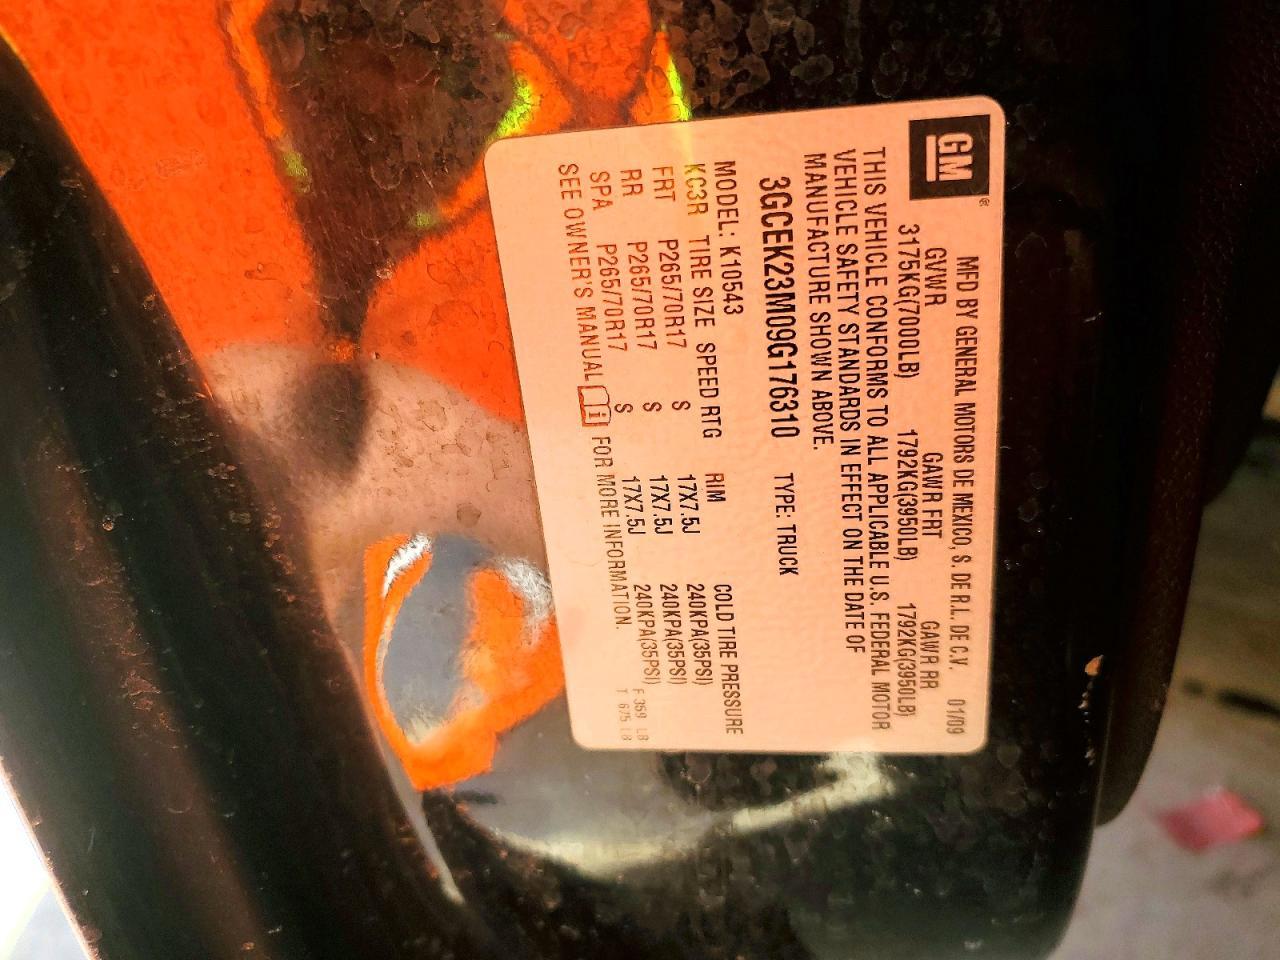 GM®
MFD BY GENERAL MOTORS DE MEXICO, S. DE R.L. DE C.V. 01/09
GVWR GAWR FRT GAWR RR
3175KG(7000LB) 1792KG(3950LB) 1792KG(3950LB)
THIS VEHICLE CONFORMS TO ALL APPLICABLE U.S. FEDERAL MOTOR
VEHICLE SAFETY STANDARDS IN EFFECT ON THE DATE OF
MANUFACTURE SHOWN ABOVE.
3GCEK23M09G176310 TYPE: TRUCK
MODEL: K10543
KC3R TIRE SIZE SPEED RTG RIM COLD TIRE PRESSURE
FRT P265/70R17 S 17X7.5J 240KPA(35PSI)
RR P265/70R17 S 17X7.5J 240KPA(35PSI)
SPA P265/70R17 S 17X7.5J 240KPA(35PSI)
SEE OWNER'S MANUAL i FOR MORE INFORMATION.
F 359 LB
T 675 LB